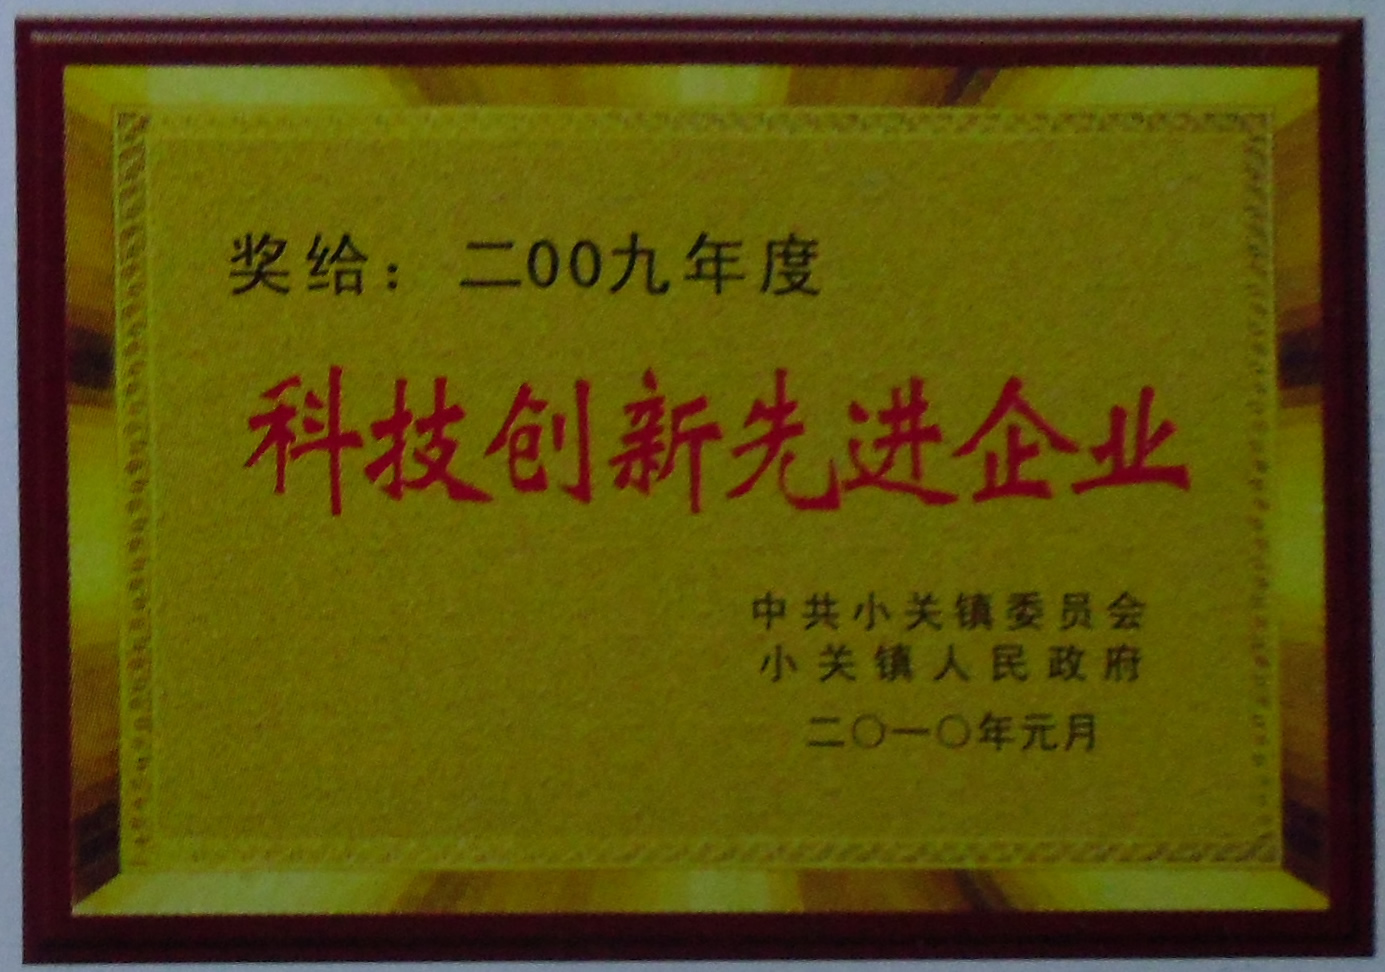 奖给：二00九年度
科技创新先进企业
中共小关镇委员会
小关镇人民政府
二〇一〇年元月